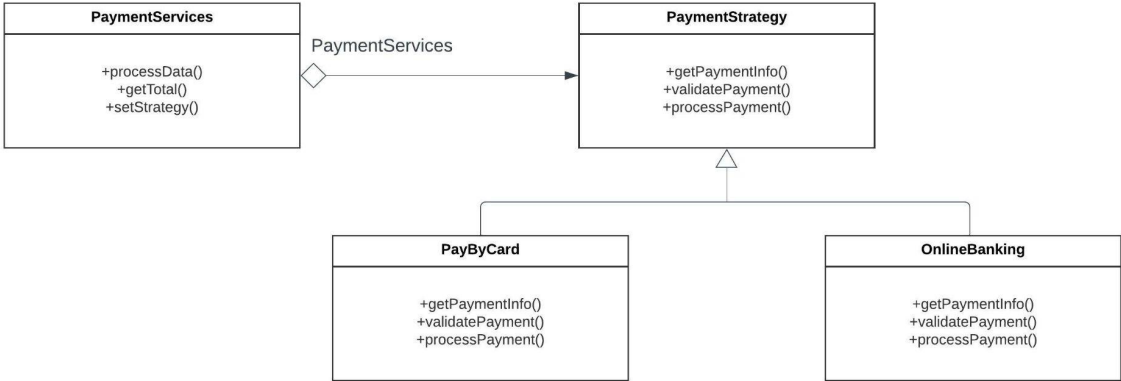 PaymentServices
+processData()
+getTotal()
+setStrategy()
PaymentServices
PaymentStrategy
+getPaymentInfo()
+validatePayment()
+processPayment()
PayByCard
+getPaymentInfo()
+validatePayment()
+processPayment()
OnlineBanking
+getPaymentInfo()
+validatePayment()
+processPayment()